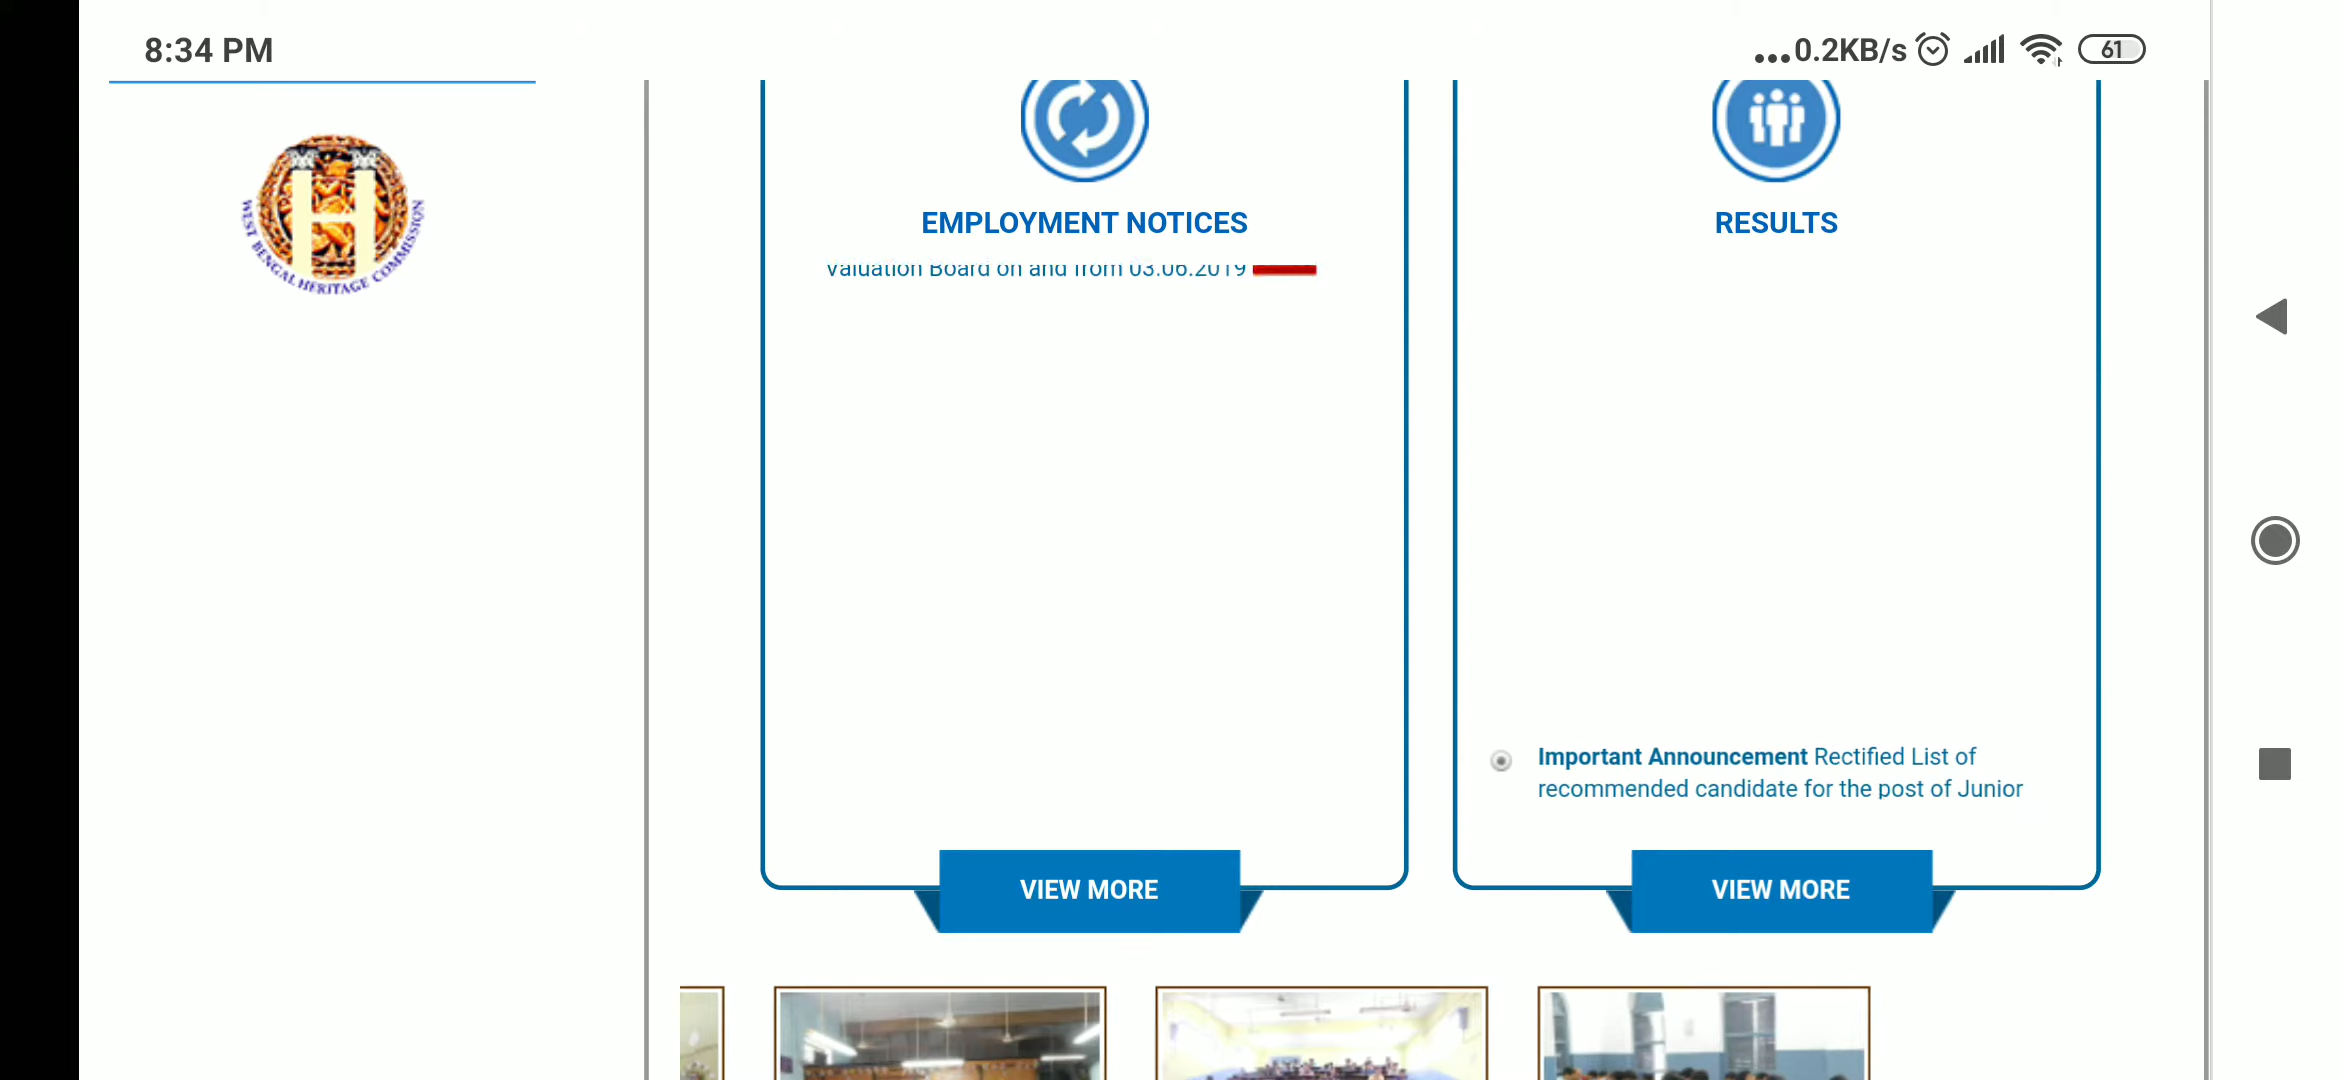 8:34 PM
...0.2KB/s
61
WEST BENGAL HERITAGE COMMISSION
H
EMPLOYMENT NOTICES
Valuation Board on and from 03.06.2019
VIEW MORE
RESULTS
Important Announcement Rectified List of
recommended candidate for the post of Junior
VIEW MORE